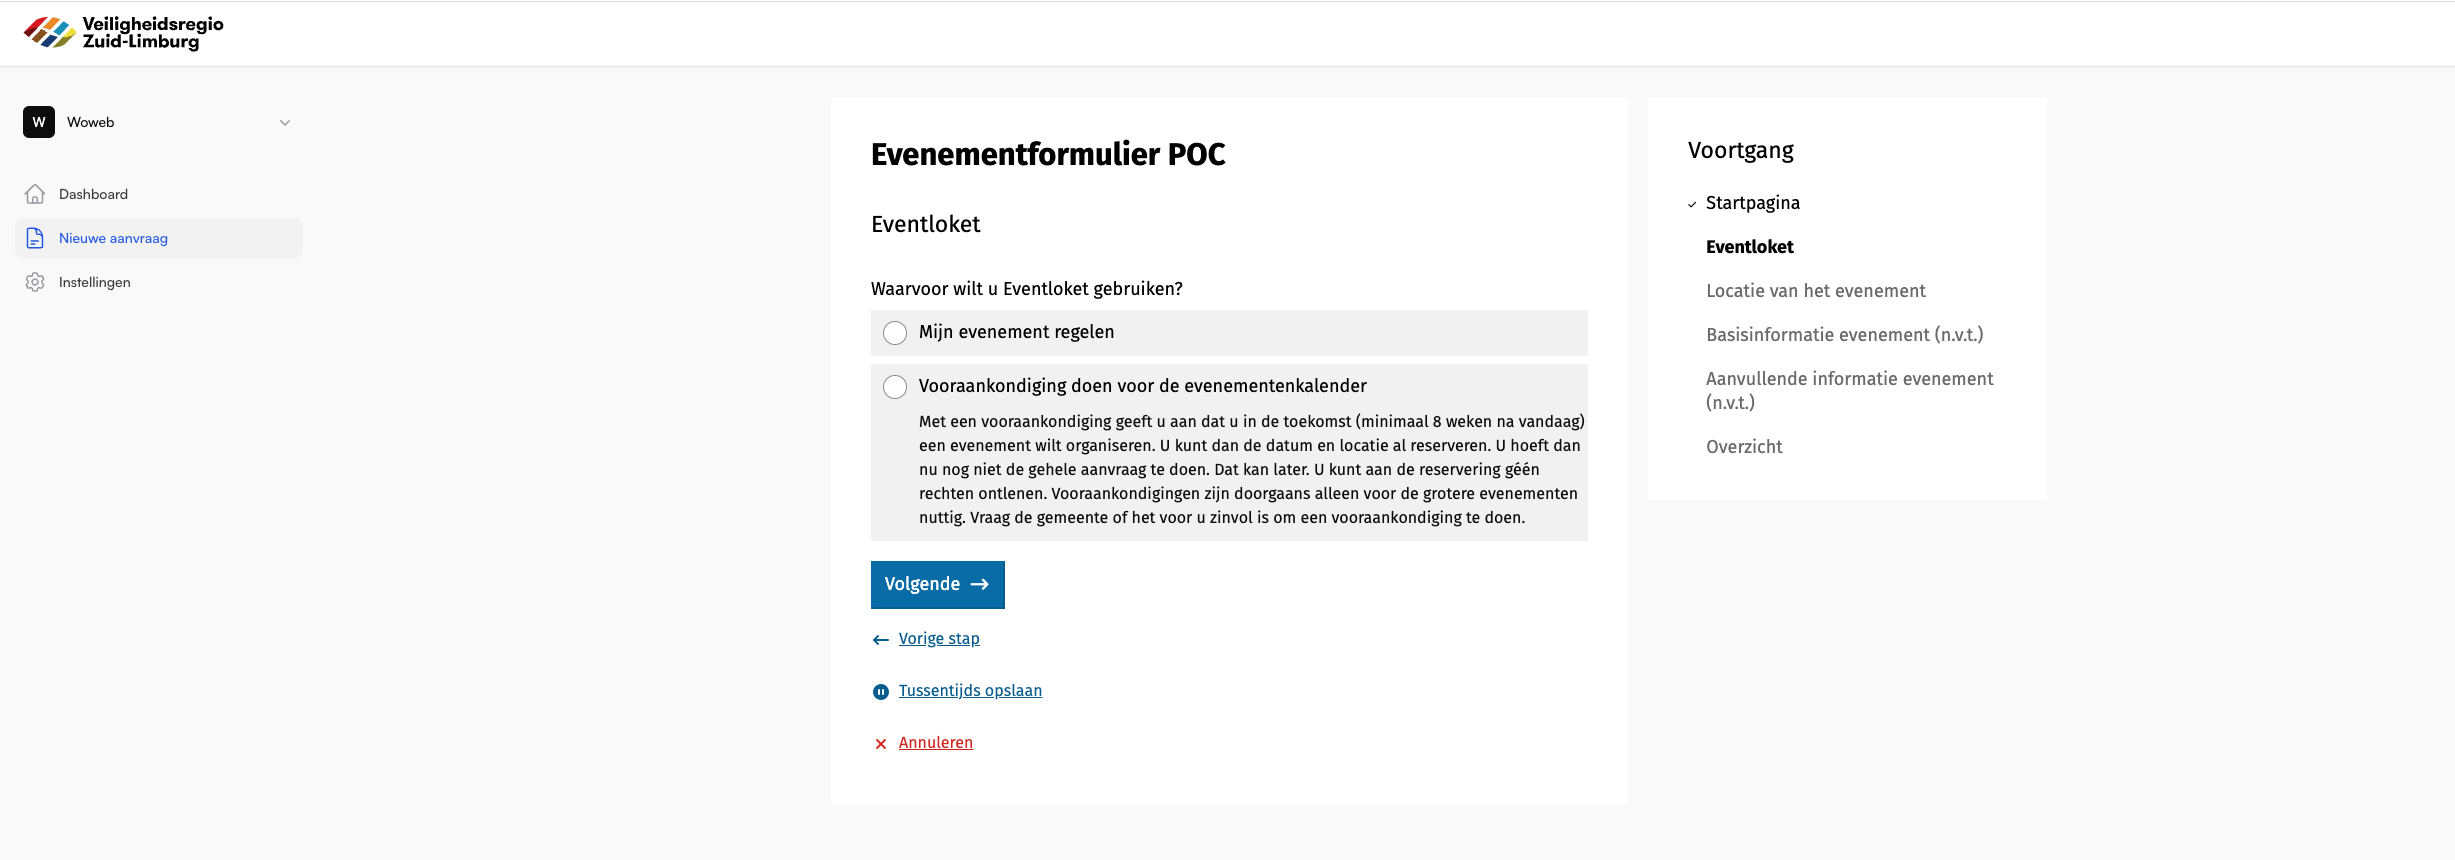 Veiligheidsregio
Zuid-Limburg
W
Woweb
Dashboard
Nieuwe aanvraag
Instellingen
Evenementformulier POC
Eventloket
Waarvoor wilt u Eventloket gebruiken?
Mijn evenement regelen
Vooraankondiging doen voor de evenementenkalender
Met een vooraankondiging geeft u aan dat u in de toekomst (minimaal 8 weken na vandaag)
een evenement wilt organiseren. U kunt dan de datum en locatie al reserveren. U hoeft dan
nu nog niet de gehele aanvraag te doen. Dat kan later. U kunt aan de reservering géén
rechten ontlenen. Vooraankondigingen zijn doorgaans alleen voor de grotere evenementen
nuttig. Vraag de gemeente of het voor u zinvol is om een vooraankondiging te doen.
Volgende
Vorige stap
Tussentijds opslaan
Annuleren
Voortgang
Startpagina
Eventloket
Locatie van het evenement
Basisinformatie evenement (n.v.t.)
Aanvullende informatie evenement
(n.v.t.)
Overzicht